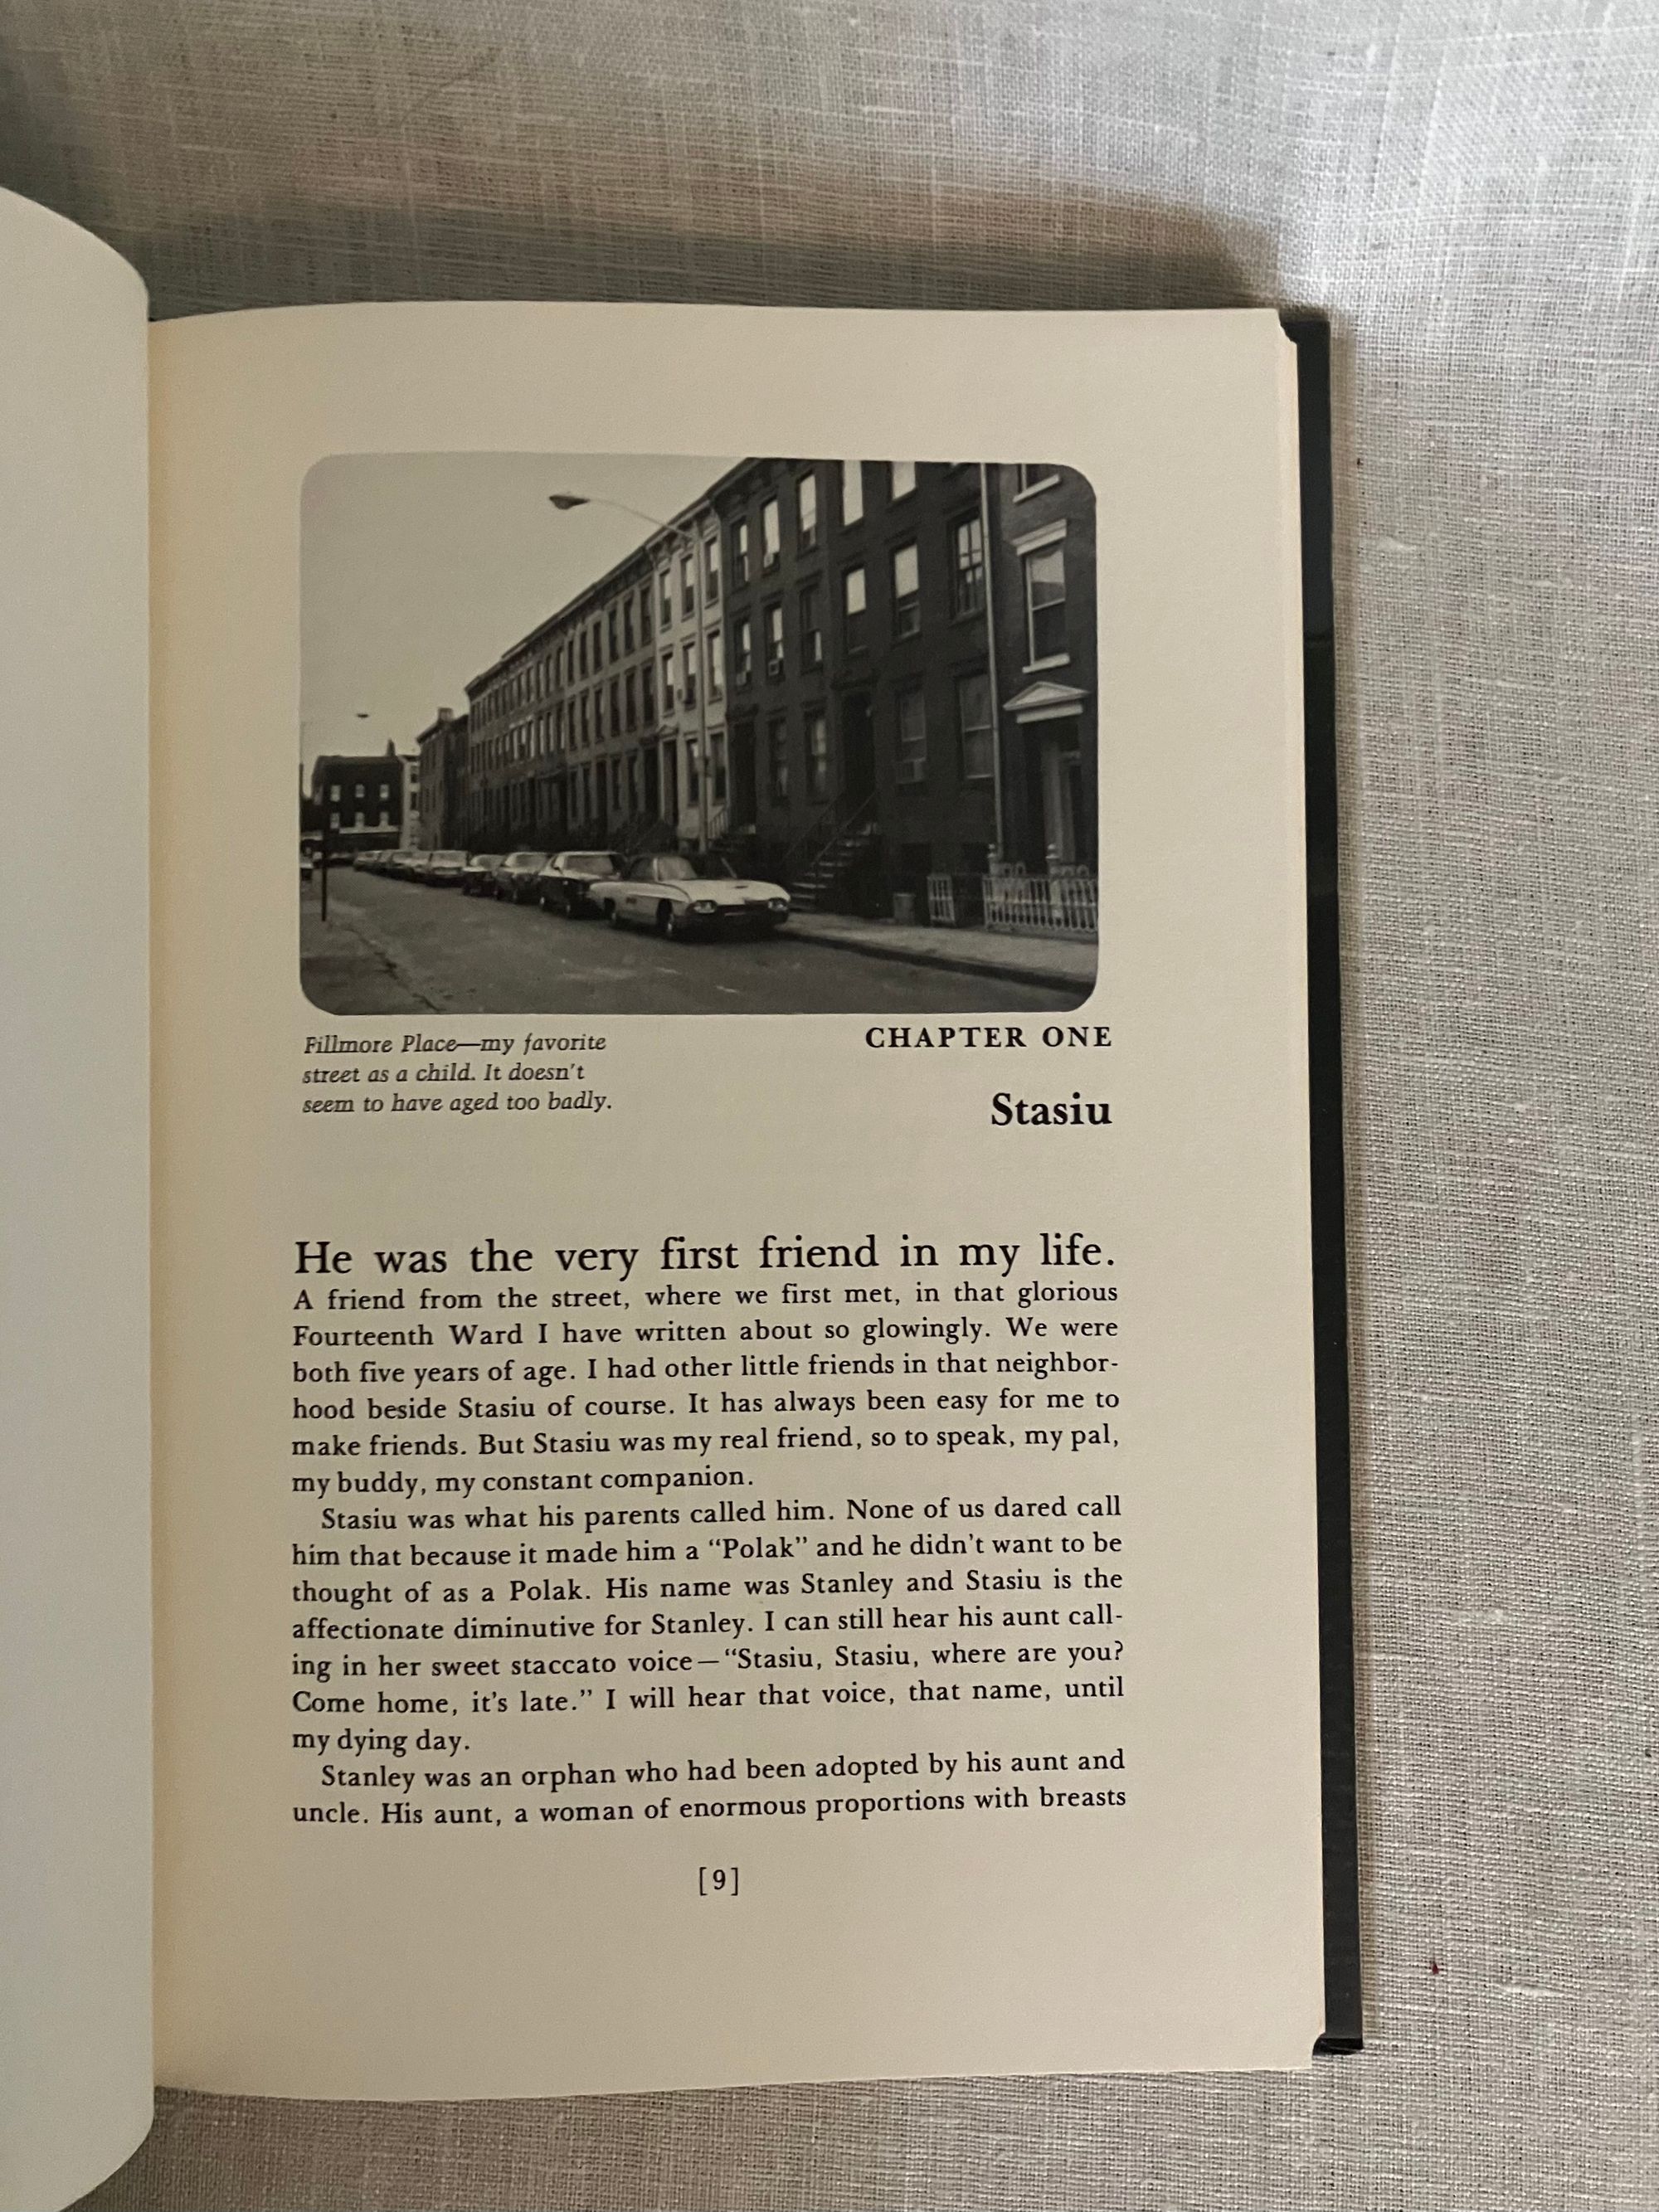 Fillmore Place—my favorite
street as a child. It doesn't
seem to have aged too badly.
CHAPTER ONE
Stasiu
He was the very first friend in my life.
A friend from the street, where we first met, in that glorious
Fourteenth Ward I have written about so glowingly. We were
both five years of age. I had other little friends in that neighbor-
hood beside Stasiu of course. It has always been easy for me to
make friends. But Stasiu was my real friend, so to speak, my pal,
my buddy, my constant companion.
Stasiu was what his parents called him. None of us dared call
him that because it made him a “Polak” and he didn't want to be
thought of as a Polak. His name was Stanley and Stasiu is the
affectionate diminutive for Stanley. I can still hear his aunt call-
ing in her sweet staccato voice—“Stasiu, Stasiu, where are you?
Come home, it's late.” I will hear that voice, that name, until
my dying day.
Stanley was an orphan who had been adopted by his aunt and
uncle. His aunt, a woman of enormous proportions with breasts
[9]